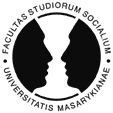 FACULTAS STUDIORUM SOCIALIUM
UNIVERSITATIS MASARYKIANAE